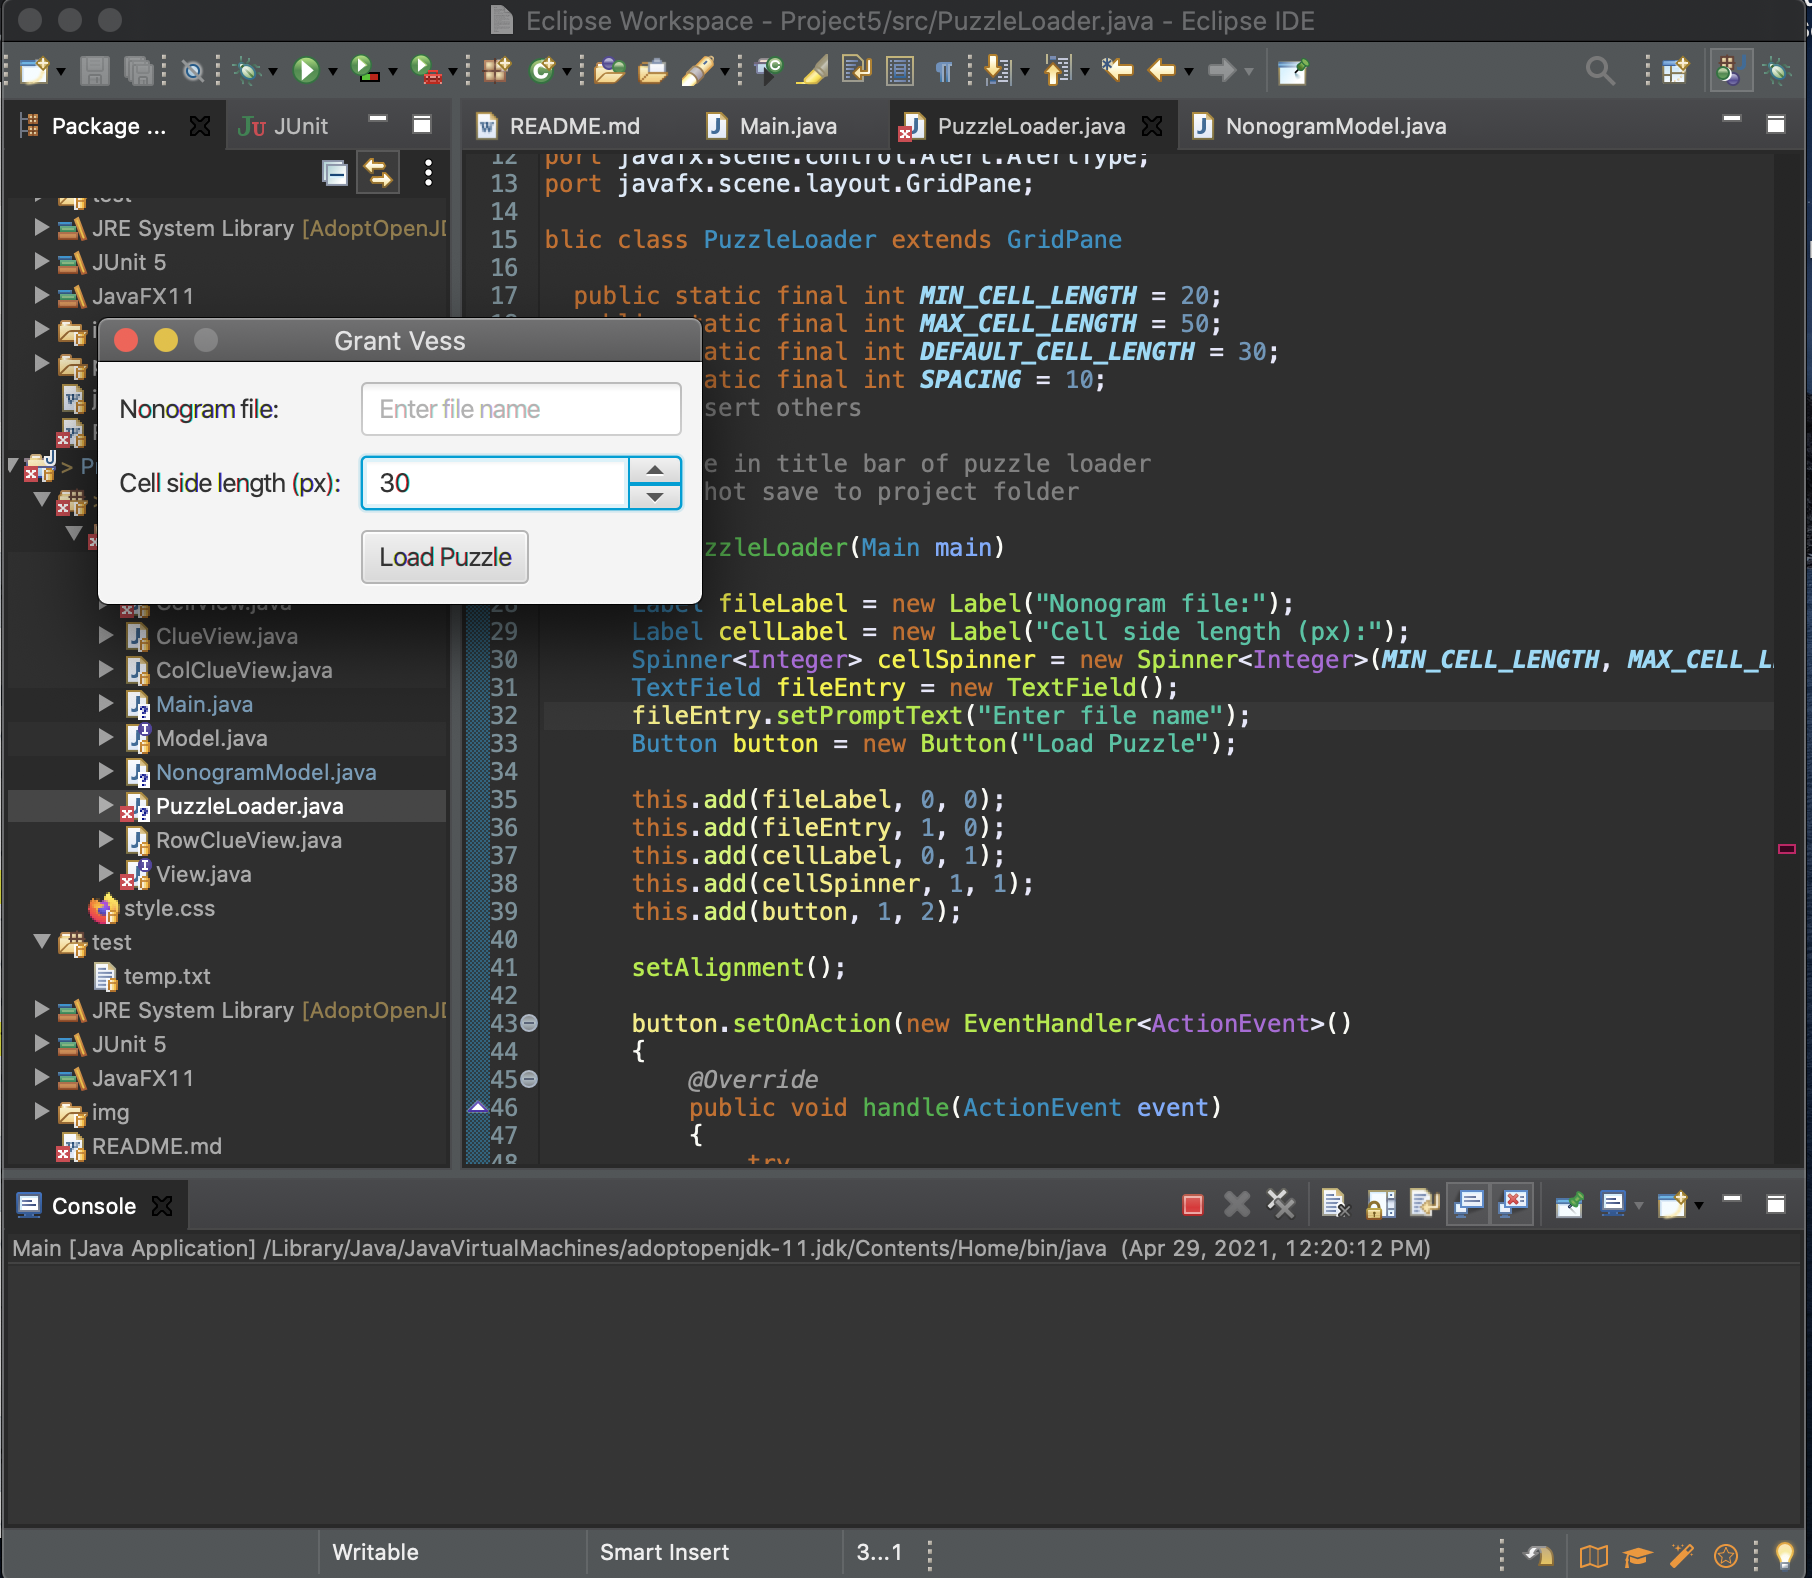 Eclipse Workspace - Project5/src/PuzzleLoader.java - Eclipse IDE
Package ...
JUnit
README.md
Main.java
PuzzleLoader.java
NonogramModel.java
JRE System Library [AdoptOpenJD
JUnit 5
JavaFX11
Grant Vess
Nonogram file:
Enter file name
Cell side length (px):
30
Load Puzzle
> P
CellView.java
ClueView.java
ColClueView.java
Main.java
Model.java
NonogramModel.java
PuzzleLoader.java
RowClueView.java
View.java
style.css
test
temp.txt
JRE System Library [AdoptOpenJD
JUnit 5
JavaFX11
img
README.md
12 port javafx.scene.control.Alert.AlertType;
13 port javafx.scene.layout.GridPane;
14
15 blic class PuzzleLoader extends GridPane
16
17 public static final int MIN_CELL_LENGTH = 20;
atic final int MAX_CELL_LENGTH = 50;
atic final int DEFAULT_CELL_LENGTH = 30;
atic final int SPACING = 10;
sert others
e in title bar of puzzle loader
hot save to project folder
zzleLoader(Main main)
28 Label fileLabel = new Label("Nonogram file:");
29 Label cellLabel = new Label("Cell side length (px):");
30 Spinner<Integer> cellSpinner = new Spinner<Integer>(MIN_CELL_LENGTH, MAX_CELL_L
31 TextField fileEntry = new TextField();
32 fileEntry.setPromptText("Enter file name");
33 Button button = new Button("Load Puzzle");
34
35 this.add(fileLabel, 0, 0);
36 this.add(fileEntry, 1, 0);
37 this.add(cellLabel, 0, 1);
38 this.add(cellSpinner, 1, 1);
39 this.add(button, 1, 2);
40
41 setAlignment();
42
43 button.setOnAction(new EventHandler<ActionEvent>()
44 {
45 @Override
46 public void handle(ActionEvent event)
47 {
48 try
Console
Main [Java Application] /Library/Java/JavaVirtualMachines/adoptopenjdk-11.jdk/Contents/Home/bin/java (Apr 29, 2021, 12:20:12 PM)
Writable
Smart Insert
3...1